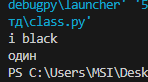 debugpy\launcher' '5
тд\class.py'
i black
один
PS C:\Users\MSI\Desk